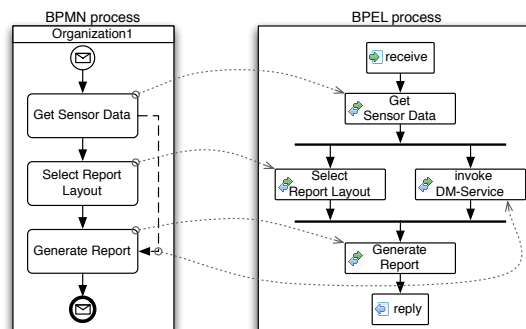 BPMN process
Organization1
Get Sensor Data
Select Report
Layout
Generate Report
BPEL process
receive
Get
Sensor Data
Select
Report Layout
invoke
DM-Service
Generate
Report
reply